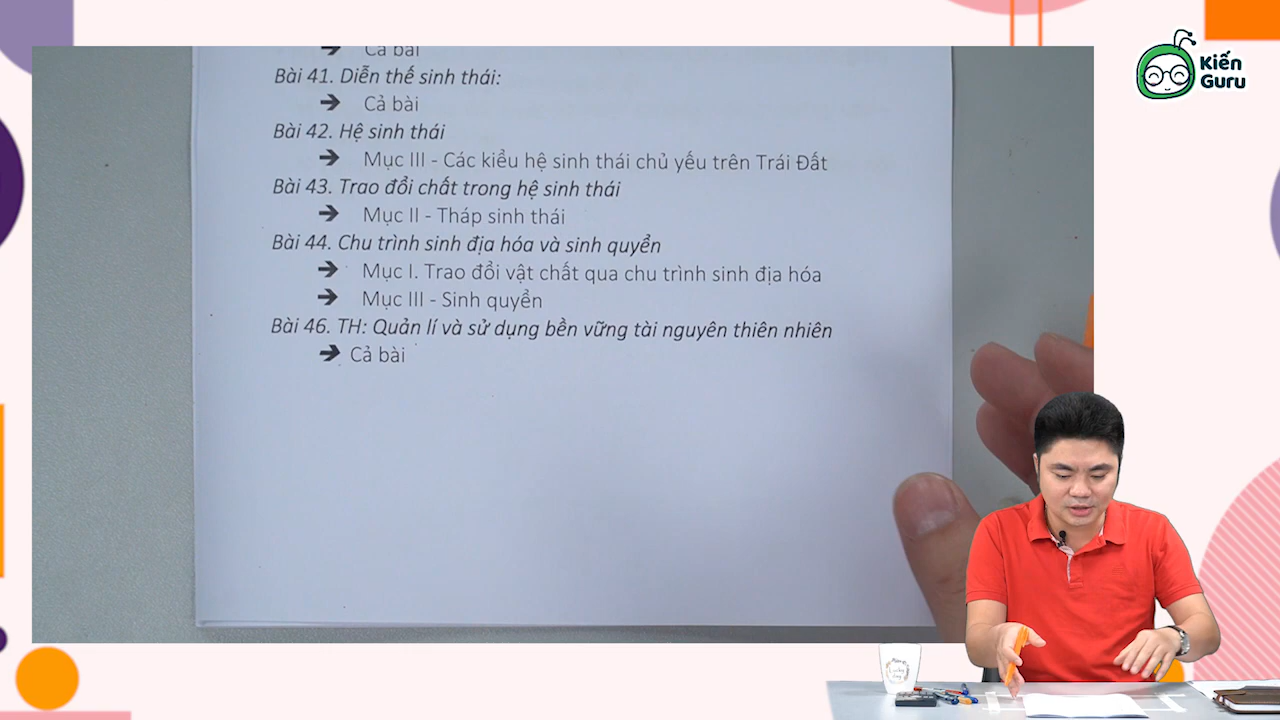 Cả bài
Bài 41. Diễn thế sinh thái:
➔ Cả bài
Bài 42. Hệ sinh thái
➔ Mục III - Các kiểu hệ sinh thái chủ yếu trên Trái Đất
Bài 43. Trao đổi chất trong hệ sinh thái
➔ Mục II - Tháp sinh thái
Bài 44. Chu trình sinh địa hóa và sinh quyển
➔ Mục I. Trao đổi vật chất qua chu trình sinh địa hóa
➔ Mục III - Sinh quyển
Bài 46. TH: Quản lí và sử dụng bền vững tài nguyên thiên nhiên
➔ Cả bài
Kiến
Guru